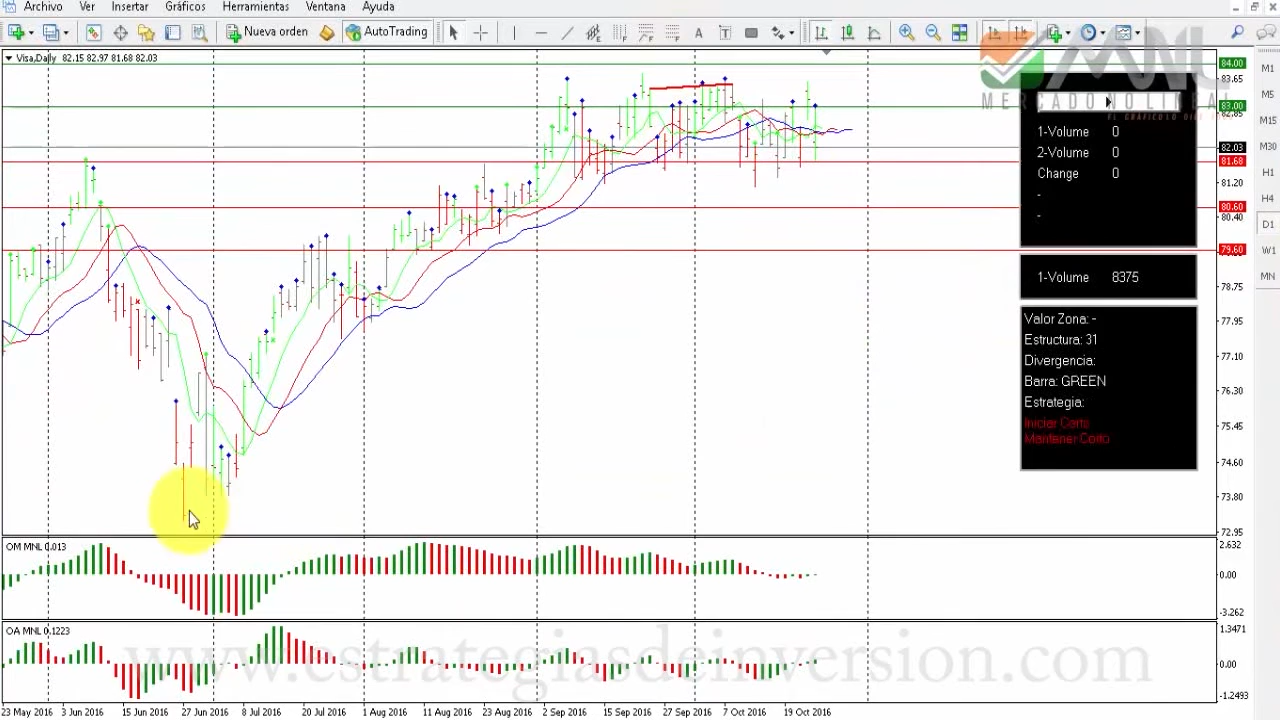 Archivo Ver Insertar Gráficos Herramientas Ventana Ayuda
Nueva orden AutoTrading
Visa,Daily 82.15 82.97 81.68 82.03
MNL
MERCADO NO LINEAL
1-Volume 0
2-Volume 0
Change 0
-
-
1-Volume 8375
Valor Zona: -
Estructura: 31
Divergencia:
Barra: GREEN
Estrategia:
Iniciar Corto
Mantener Corto
84.00
83.65
83.00
82.85
82.03
81.68
81.20
80.60
80.40
79.60
78.75
77.95
77.10
76.30
75.45
74.60
73.80
72.95
M1
M5
M15
M30
H1
H4
D1
W1
MN
OM MNL 0.013
2.632
0.00
-3.262
OA MNL 0.1223
1.3471
0.00
-1.2493
www.estrategiasdeinversion.com
23 May 2016 3 Jun 2016 15 Jun 2016 27 Jun 2016 8 Jul 2016 20 Jul 2016 1 Aug 2016 11 Aug 2016 23 Aug 2016 2 Sep 2016 15 Sep 2016 27 Sep 2016 7 Oct 2016 19 Oct 2016